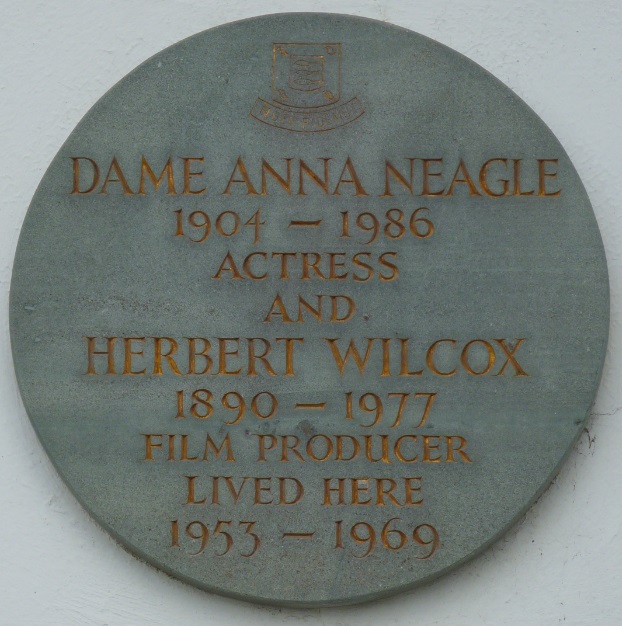 DAME ANNA NEAGLE
1904 – 1986
ACTRESS
AND
HERBERT WILCOX
1890 – 1977
FILM PRODUCER
LIVED HERE
1953 – 1969